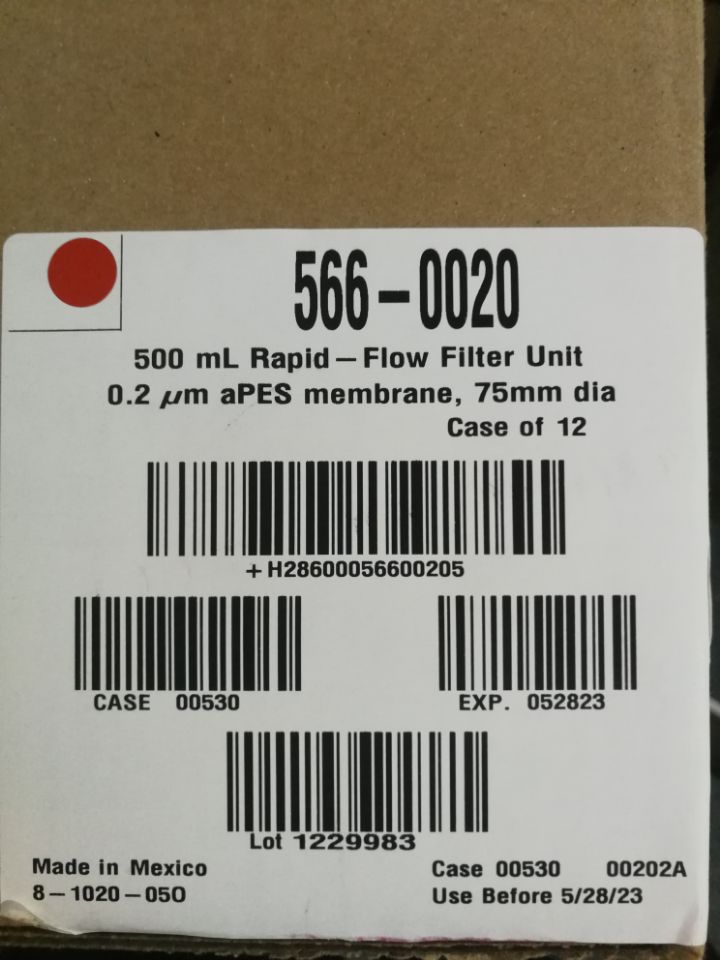 566-0020
500 mL Rapid-Flow Filter Unit
0.2 μm aPES membrane, 75mm dia
Case of 12
+H28600056600205
CASE 00530 EXP. 052823
Lot 1229983
Made in Mexico Case 00530 00202A
8-1020-050 Use Before 5/28/23